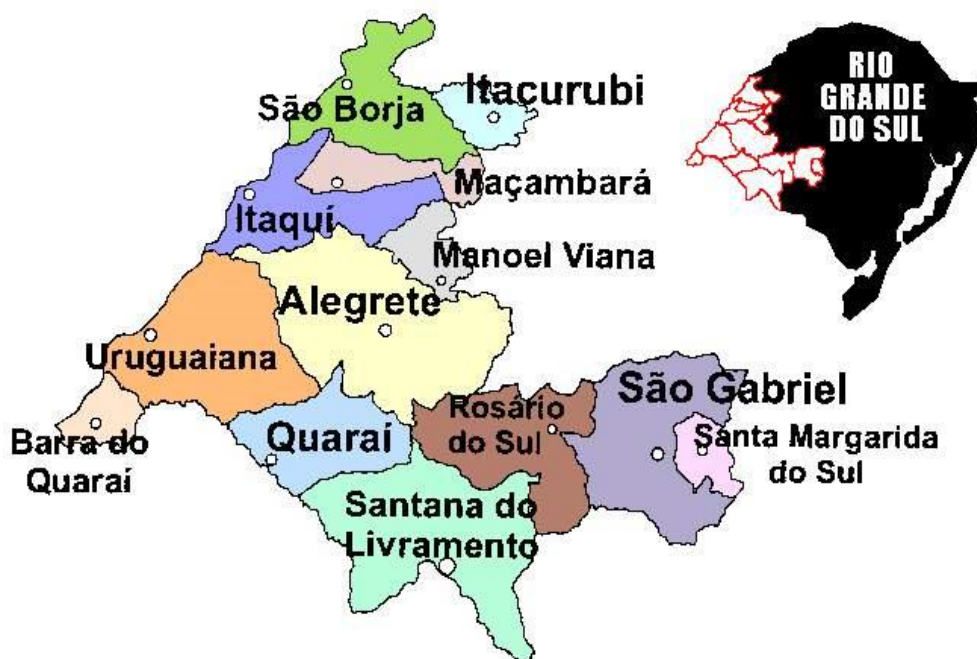 RIO
GRANDE
DO SUL
Itacurubi
São Borja
Maçambará
Itaquí
Manoel Viana
Alegrete
Uruguaiana
São Gabriel
Rosário
do Sul
Santa Margarida
do Sul
Quaraí
Barra do
Quaraí
Santana do
Livramento